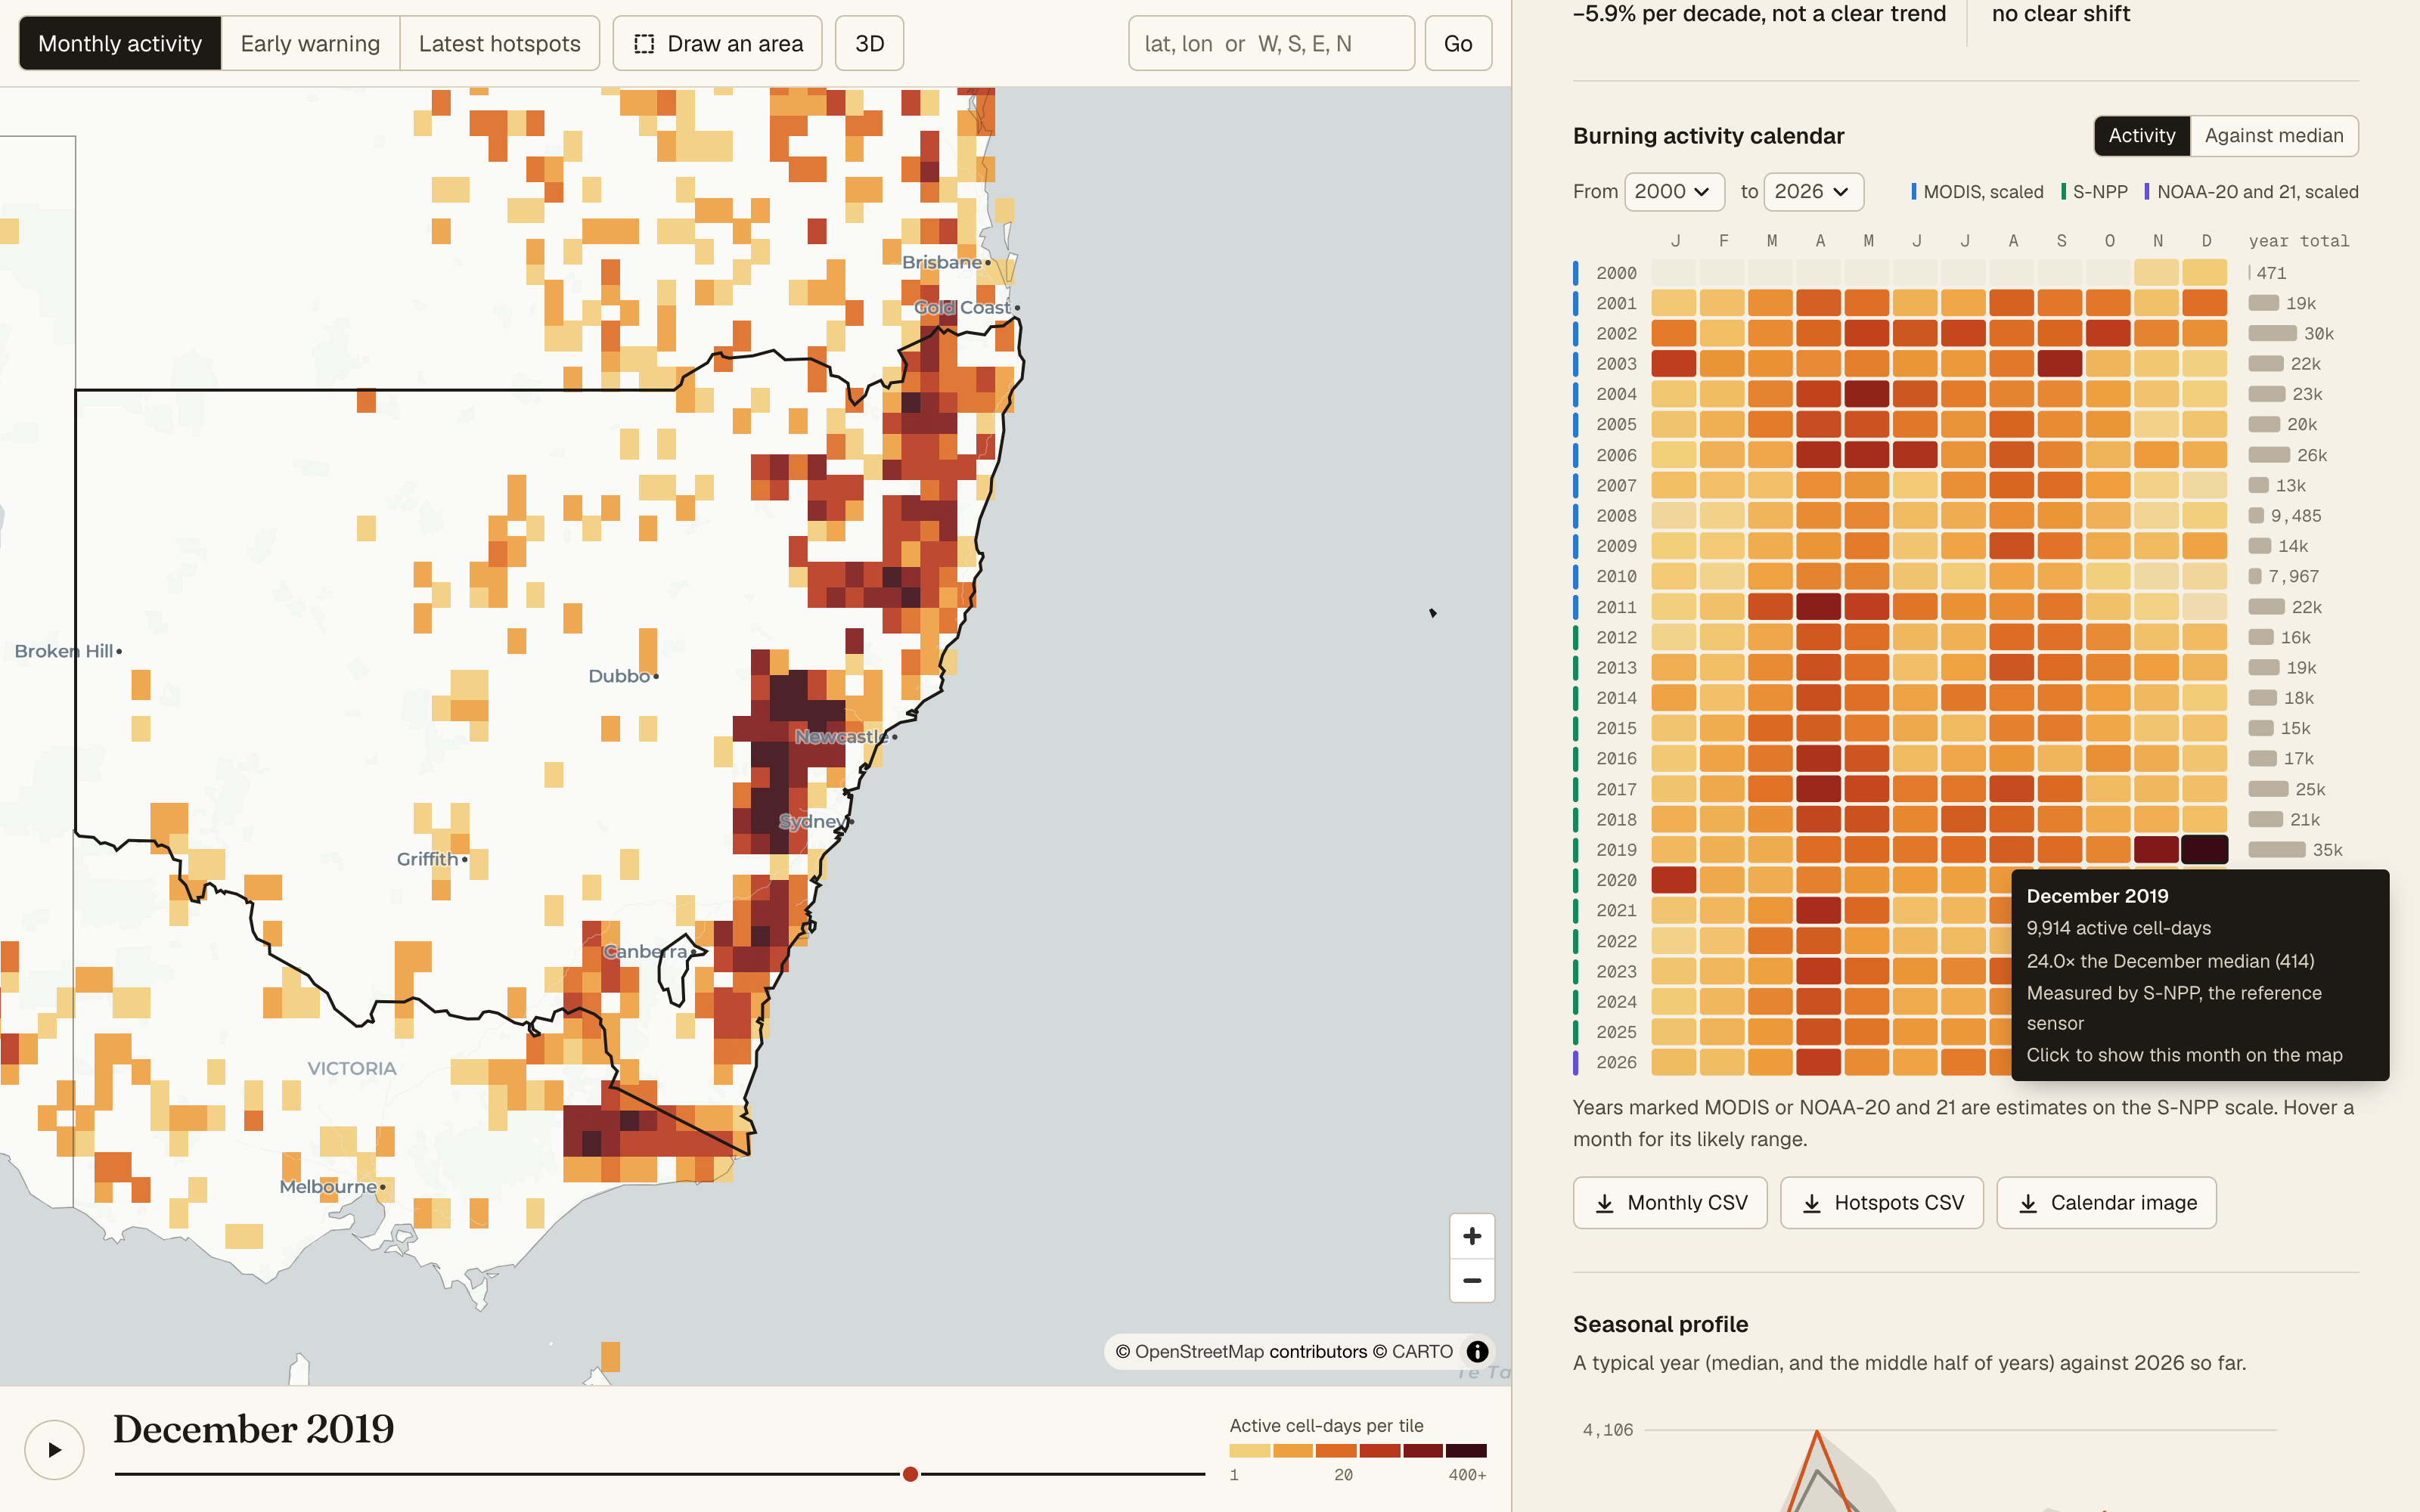 Monthly activity
Early warning
Latest hotspots
Draw an area
3D
lat, lon or W, S, E, N
Go
Brisbane
Gold Coast
Broken Hill
Dubbo
Newcastle
Sydney
Griffith
Canberra
VICTORIA
Melbourne
© OpenStreetMap contributors © CARTO
December 2019
Active cell-days per tile
1 20 400+
−5.9% per decade, not a clear trend
no clear shift
Burning activity calendar
Activity
Against median
From 2000 to 2026
MODIS, scaled
S-NPP
NOAA-20 and 21, scaled
J F M A M J J A S O N D year total
2000 471
2001 19k
2002 30k
2003 22k
2004 23k
2005 20k
2006 26k
2007 13k
2008 9,485
2009 14k
2010 7,967
2011 22k
2012 16k
2013 19k
2014 18k
2015 15k
2016 17k
2017 25k
2018 21k
2019 35k
2020
2021
2022
2023
2024
2025
2026
December 2019
9,914 active cell-days
24.0× the December median (414)
Measured by S-NPP, the reference
sensor
Click to show this month on the map
Years marked MODIS or NOAA-20 and 21 are estimates on the S-NPP scale. Hover a
month for its likely range.
Monthly CSV
Hotspots CSV
Calendar image
Seasonal profile
A typical year (median, and the middle half of years) against 2026 so far.
4,106